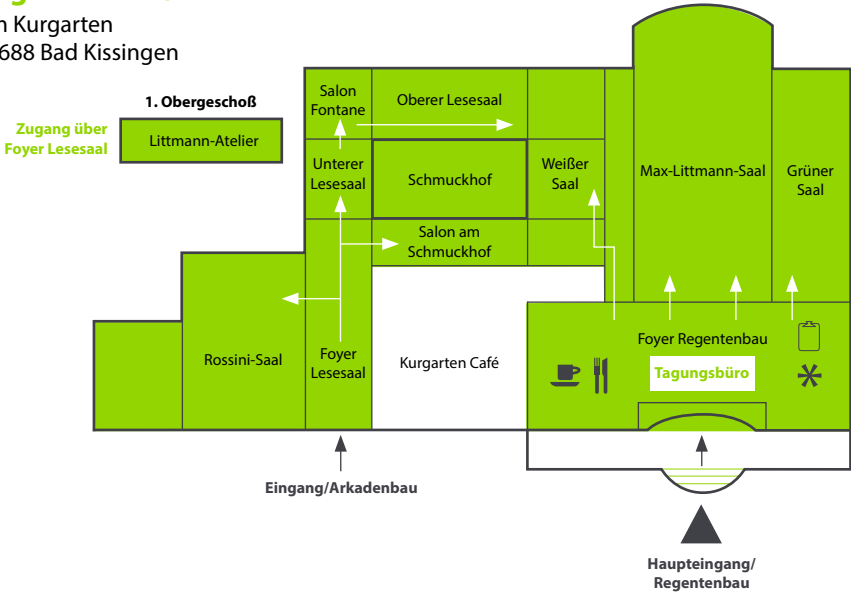 Kurgarten
688 Bad Kissingen
1. Obergeschoß
Zugang über
Foyer Lesesaal
Littmann-Atelier
Salon
Fontane
Oberer Lesesaal
Unterer
Lesesaal
Schmuckhof
Weißer
Saal
Max-Littmann-Saal
Grüner
Saal
Salon am
Schmuckhof
Rossini-Saal
Foyer
Lesesaal
Kurgarten Café
Foyer Regentenbau
Tagungsbüro
Eingang/Arkadenbau
Haupteingang/
Regentenbau